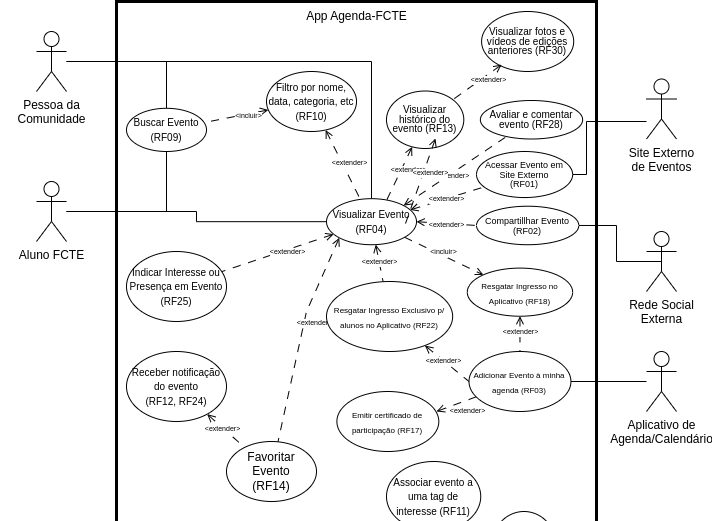 App Agenda-FCTE
Visualizar fotos e
vídeos de edições
anteriores (RF30)
<extender>
Pessoa da
Comunidade
Filtro por nome,
data, categoria, etc
(RF10)
Buscar Evento
(RF09)
<incluir>
Visualizar
histórico do
evento (RF13)
Avaliar e comentar
evento (RF28)
Site Externo
de Eventos
<extender>
<extender>
Acessar Evento em
Site Externo
(RF01)
<extender>
Visualizar Evento
(RF04)
<extender>
Compartillhar Evento
(RF02)
Aluno FCTE
<extender>
<extender>
<incluir>
Indicar Interesse ou
Presença em Evento
(RF25)
Resgatar Ingresso no
Aplicativo (RF18)
Rede Social
Externa
Resgatar Ingresso Exclusivo p/
alunos no Aplicativo (RF22)
<extender>
<extender>
Receber notificação
do evento
(RF12, RF24)
Adicionar Evento à minha
agenda (RF03)
Aplicativo de
Agenda/Calendário
<extender>
<extender>
Emitir certificado de
participação (RF17)
Favoritar
Evento
(RF14)
Associar evento a
uma tag de
interesse (RF11)